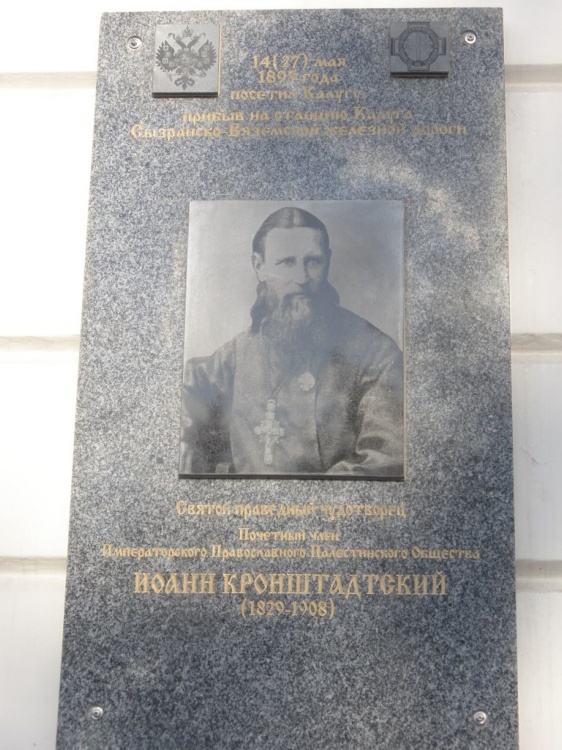 14(27) мая
1895 года
посетил Калугу,
прибыв на станцию Калуга
Сызранско-Вяземской железной дороги
Святой праведный чудотворец
Почетный член
Императорского Православного Палестинского Общества
ИОАНН КРОНШТАДТСКИЙ
(1829-1908)